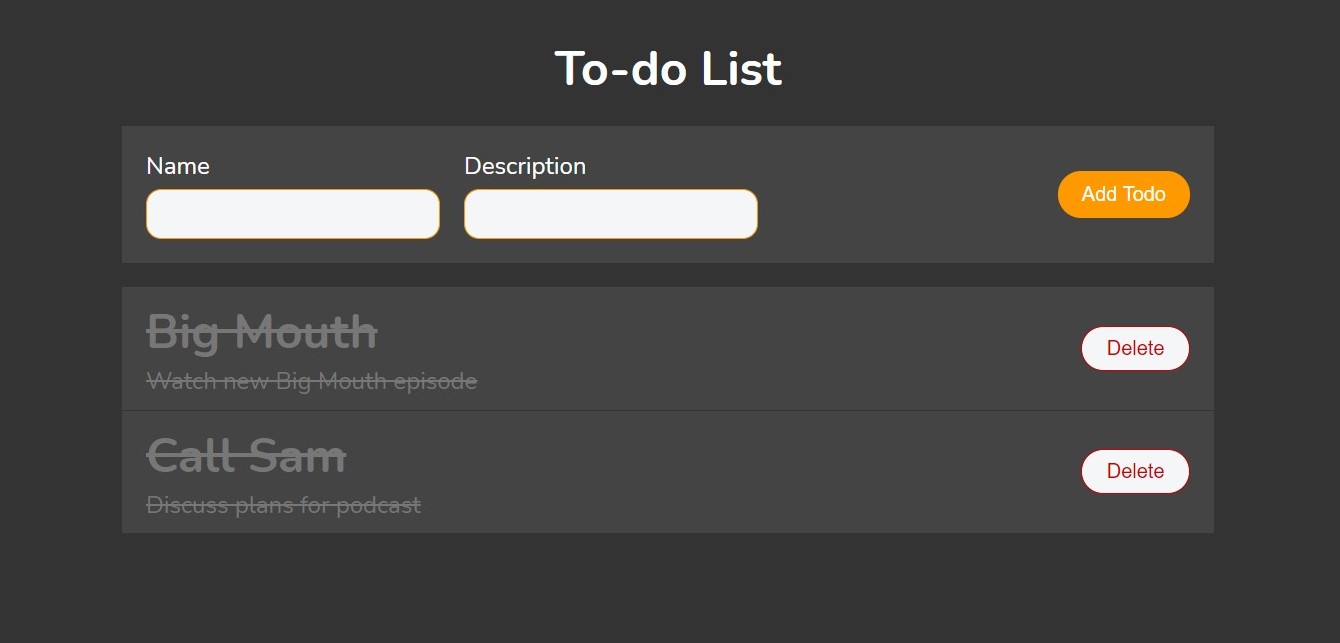 To-do List
Name
Description
Add Todo
Big Mouth
Watch new Big Mouth episode
Delete
Call Sam
Discuss plans for podcast
Delete